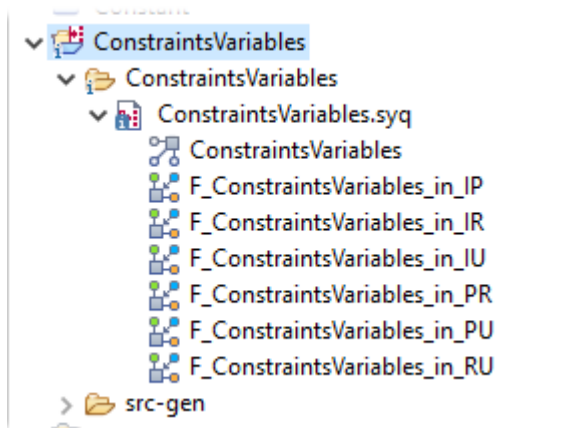 ConstraintsVariables
ConstraintsVariables
ConstraintsVariables.syq
ConstraintsVariables
F_ConstraintsVariables_in_IP
F_ConstraintsVariables_in_IR
F_ConstraintsVariables_in_IU
F_ConstraintsVariables_in_PR
F_ConstraintsVariables_in_PU
F_ConstraintsVariables_in_RU
src-gen